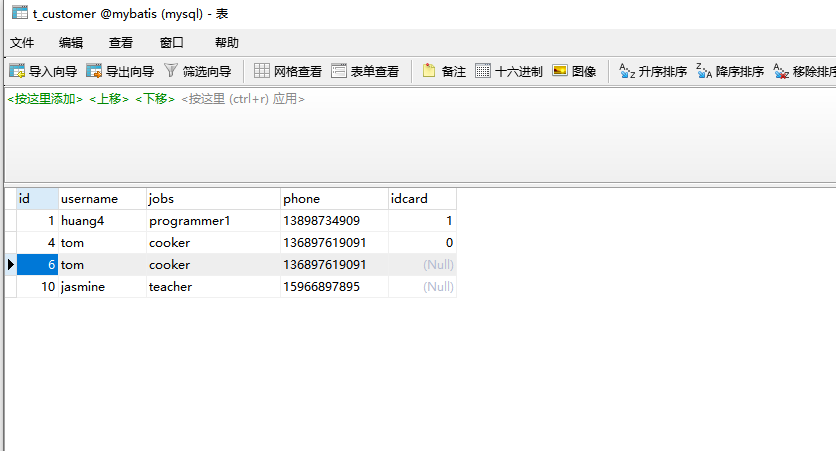 t_customer @mybatis (mysql) - 表
文件 编辑 查看 窗口 帮助
导入向导 导出向导 筛选向导 网格查看 表单查看 备注 十六进制 图像 升序排序 降序排序 移除排序
<按这里添加> <上移> <下移> <按这里 (ctrl+r) 应用>
id username jobs phone idcard
1 huang4 programmer1 13898734909 1
4 tom cooker 136897619091 0
6 tom cooker 136897619091 (Null)
10 jasmine teacher 15966897895 (Null)